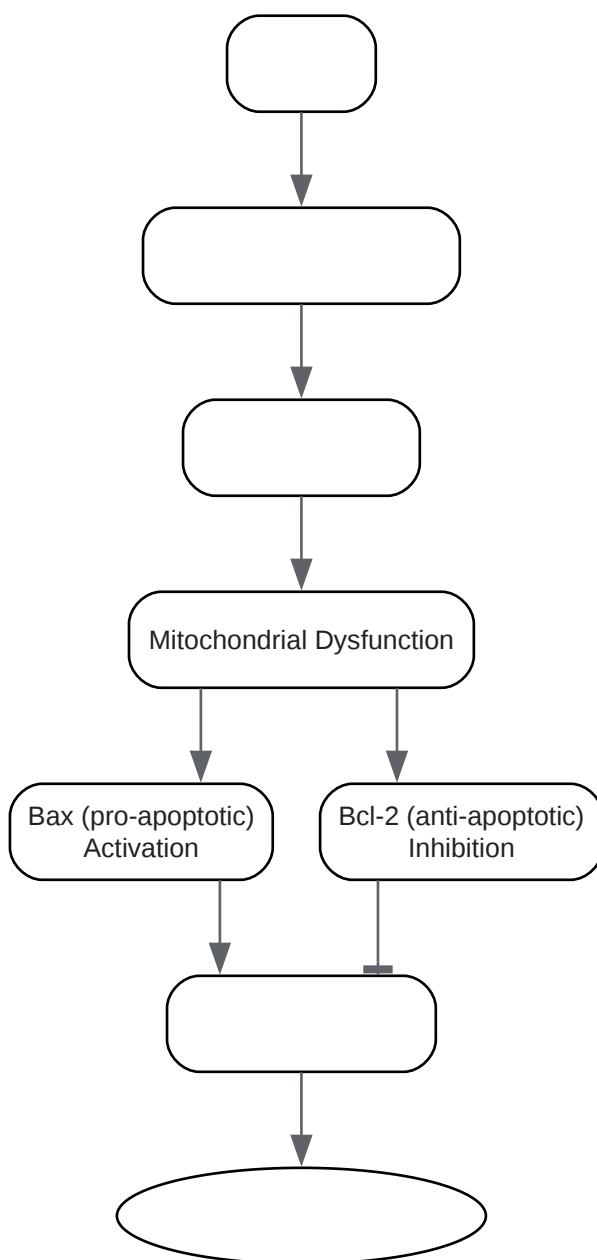 Mitochondrial Dysfunction
Bax (pro-apoptotic)
Activation
Bcl-2 (anti-apoptotic)
Inhibition